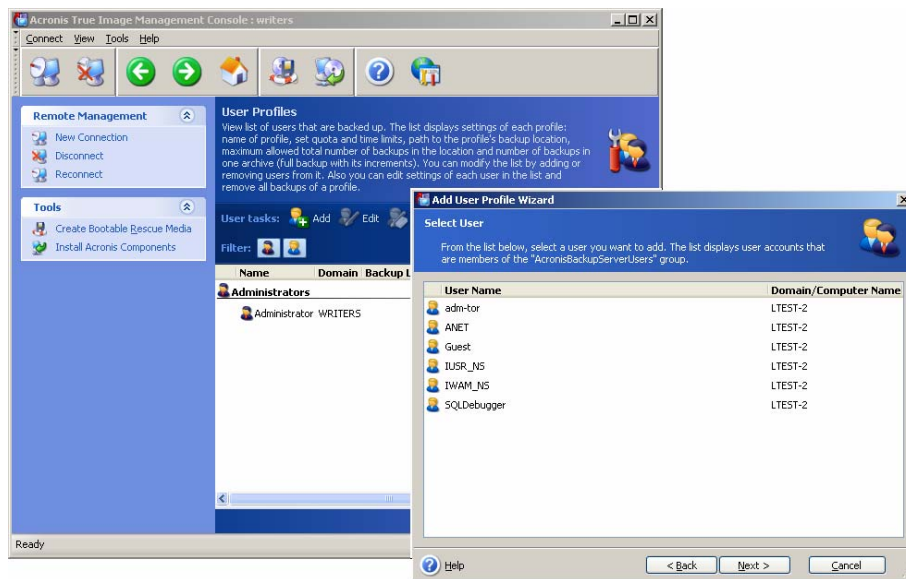 Acronis True Image Management Console : writers
Connect View Tools Help
Remote Management
New Connection
Disconnect
Reconnect
Tools
Create Bootable Rescue Media
Install Acronis Components
User Profiles
View list of users that are backed up. The list displays settings of each profile:
name of profile, set quota and time limits, path to the profile's backup location,
maximum allowed total number of backups in the location and number of backups in
one archive (full backup with its increments). You can modify the list by adding or
removing users from it. Also you can edit settings of each user in the list and
remove all backups of a profile.
User tasks: Add Edit
Filter:
Name Domain Backup L
Administrators
Administrator WRITERS
Ready
Add User Profile Wizard
Select User
From the list below, select a user you want to add. The list displays user accounts that
are members of the "AcronisBackupServerUsers" group.
User Name Domain/Computer Name
adm-tor LTEST-2
ANET LTEST-2
Guest LTEST-2
IUSR_NS LTEST-2
IWAM_NS LTEST-2
SQLDebugger LTEST-2
Help < Back Next > Cancel